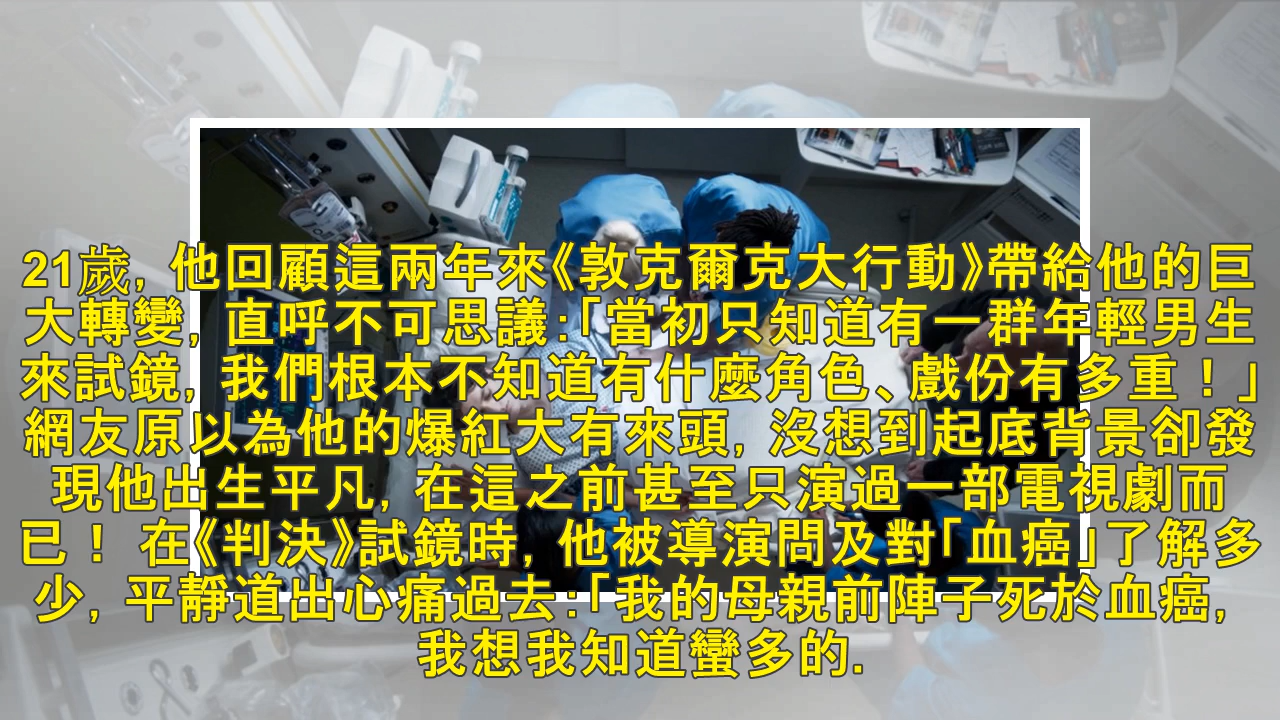 21歲, 他回顧這兩年來《敦克爾克大行動》帶給他的巨
大轉變, 直呼不可思議:「當初只知道有一群年輕男生
來試鏡, 我們根本不知道有什麼角色、戲份有多重！」
網友原以為他的爆紅大有來頭, 沒想到起底背景卻發
現他出生平凡, 在這之前甚至只演過一部電視劇而
已！ 在《判決》試鏡時, 他被導演問及對「血癌」了解多
少, 平靜道出心痛過去:「我的母親前陣子死於血癌,
我想我知道蠻多的.